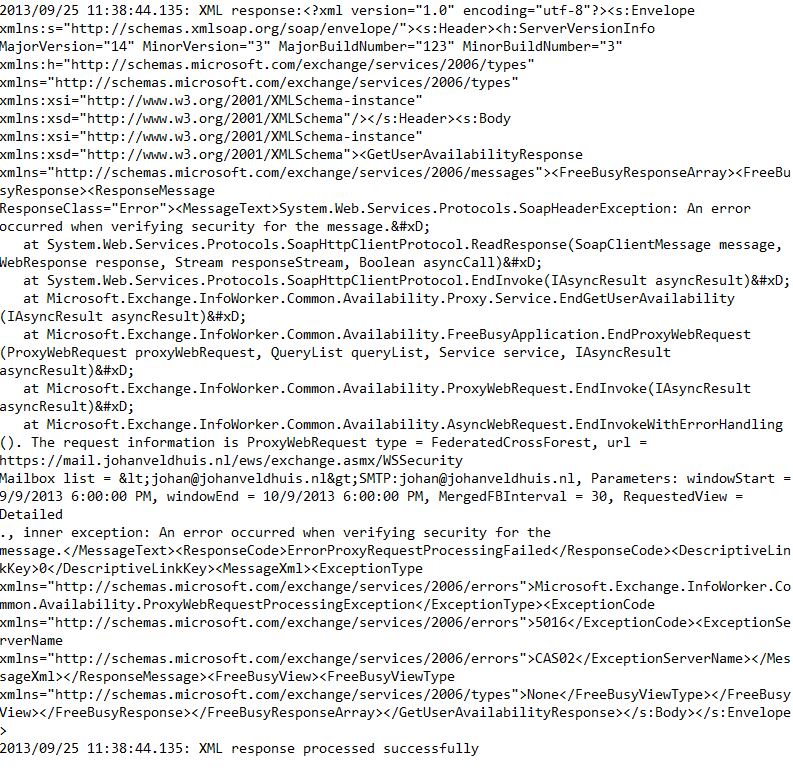 2013/09/25 11:38:44.135: XML response:<?xml version="1.0" encoding="utf-8"?><s:Envelope
xmlns:s="http://schemas.xmlsoap.org/soap/envelope/"><s:Header><h:ServerVersionInfo
MajorVersion="14" MinorVersion="3" MajorBuildNumber="123" MinorBuildNumber="3"
xmlns:h="http://schemas.microsoft.com/exchange/services/2006/types"
xmlns="http://schemas.microsoft.com/exchange/services/2006/types"
xmlns:xsi="http://www.w3.org/2001/XMLSchema-instance"
xmlns:xsd="http://www.w3.org/2001/XMLSchema"/></s:Header><s:Body
xmlns:xsi="http://www.w3.org/2001/XMLSchema-instance"
xmlns:xsd="http://www.w3.org/2001/XMLSchema"><GetUserAvailabilityResponse
xmlns="http://schemas.microsoft.com/exchange/services/2006/messages"><FreeBusyResponseArray><FreeBu
syResponse><ResponseMessage
ResponseClass="Error"><MessageText>System.Web.Services.Protocols.SoapHeaderException: An error
occurred when verifying security for the message.&#xD;
   at System.Web.Services.Protocols.SoapHttpClientProtocol.ReadResponse(SoapClientMessage message,
WebResponse response, Stream responseStream, Boolean asyncCall)&#xD;
   at System.Web.Services.Protocols.SoapHttpClientProtocol.EndInvoke(IAsyncResult asyncResult)&#xD;
   at Microsoft.Exchange.InfoWorker.Common.Availability.Proxy.Service.EndGetUserAvailability
(IAsyncResult asyncResult)&#xD;
   at Microsoft.Exchange.InfoWorker.Common.Availability.FreeBusyApplication.EndProxyWebRequest
(ProxyWebRequest proxyWebRequest, QueryList queryList, Service service, IAsyncResult
asyncResult)&#xD;
   at Microsoft.Exchange.InfoWorker.Common.Availability.ProxyWebRequest.EndInvoke(IAsyncResult
asyncResult)&#xD;
   at Microsoft.Exchange.InfoWorker.Common.Availability.AsyncWebRequest.EndInvokeWithErrorHandling
(). The request information is ProxyWebRequest type = FederatedCrossForest, url =
https://mail.johanveldhuis.nl/ews/exchange.asmx/WSSecurity
Mailbox list = &lt;johan@johanveldhuis.nl&gt;SMTP:johan@johanveldhuis.nl, Parameters: windowStart =
9/9/2013 6:00:00 PM, windowEnd = 10/9/2013 6:00:00 PM, MergedFBInterval = 30, RequestedView =
Detailed
., inner exception: An error occurred when verifying security for the
message.</MessageText><ResponseCode>ErrorProxyRequestProcessingFailed</ResponseCode><DescriptiveLin
kKey>0</DescriptiveLinkKey><MessageXml><ExceptionType
xmlns="http://schemas.microsoft.com/exchange/services/2006/errors">Microsoft.Exchange.InfoWorker.Co
mmon.Availability.ProxyWebRequestProcessingException</ExceptionType><ExceptionCode
xmlns="http://schemas.microsoft.com/exchange/services/2006/errors">5016</ExceptionCode><ExceptionSe
rverName
xmlns="http://schemas.microsoft.com/exchange/services/2006/errors">CAS02</ExceptionServerName></Mes
sageXml></ResponseMessage><FreeBusyView><FreeBusyViewType
xmlns="http://schemas.microsoft.com/exchange/services/2006/types">None</FreeBusyViewType></FreeBusy
View></FreeBusyResponse></FreeBusyResponseArray></GetUserAvailabilityResponse></s:Body></s:Envelope
>
2013/09/25 11:38:44.135: XML response processed successfully